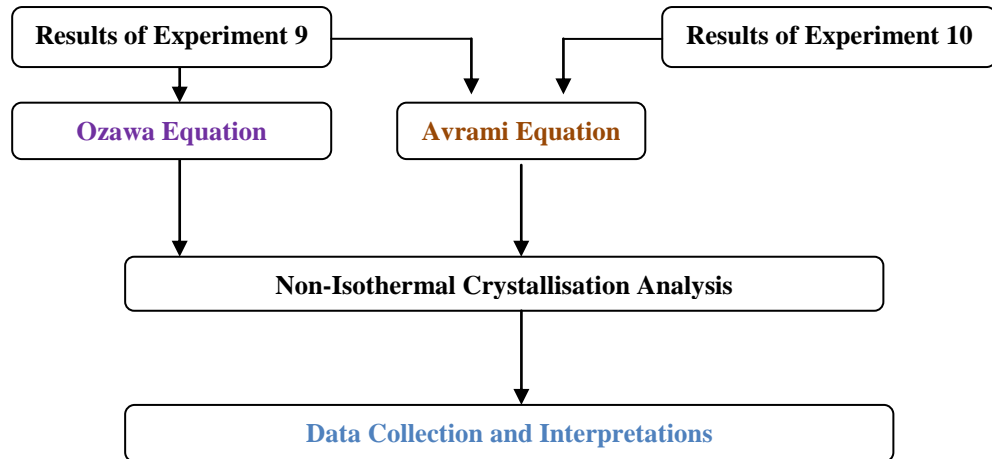 Results of Experiment 9
Results of Experiment 10
Ozawa Equation
Avrami Equation
Non-Isothermal Crystallisation Analysis
Data Collection and Interpretations